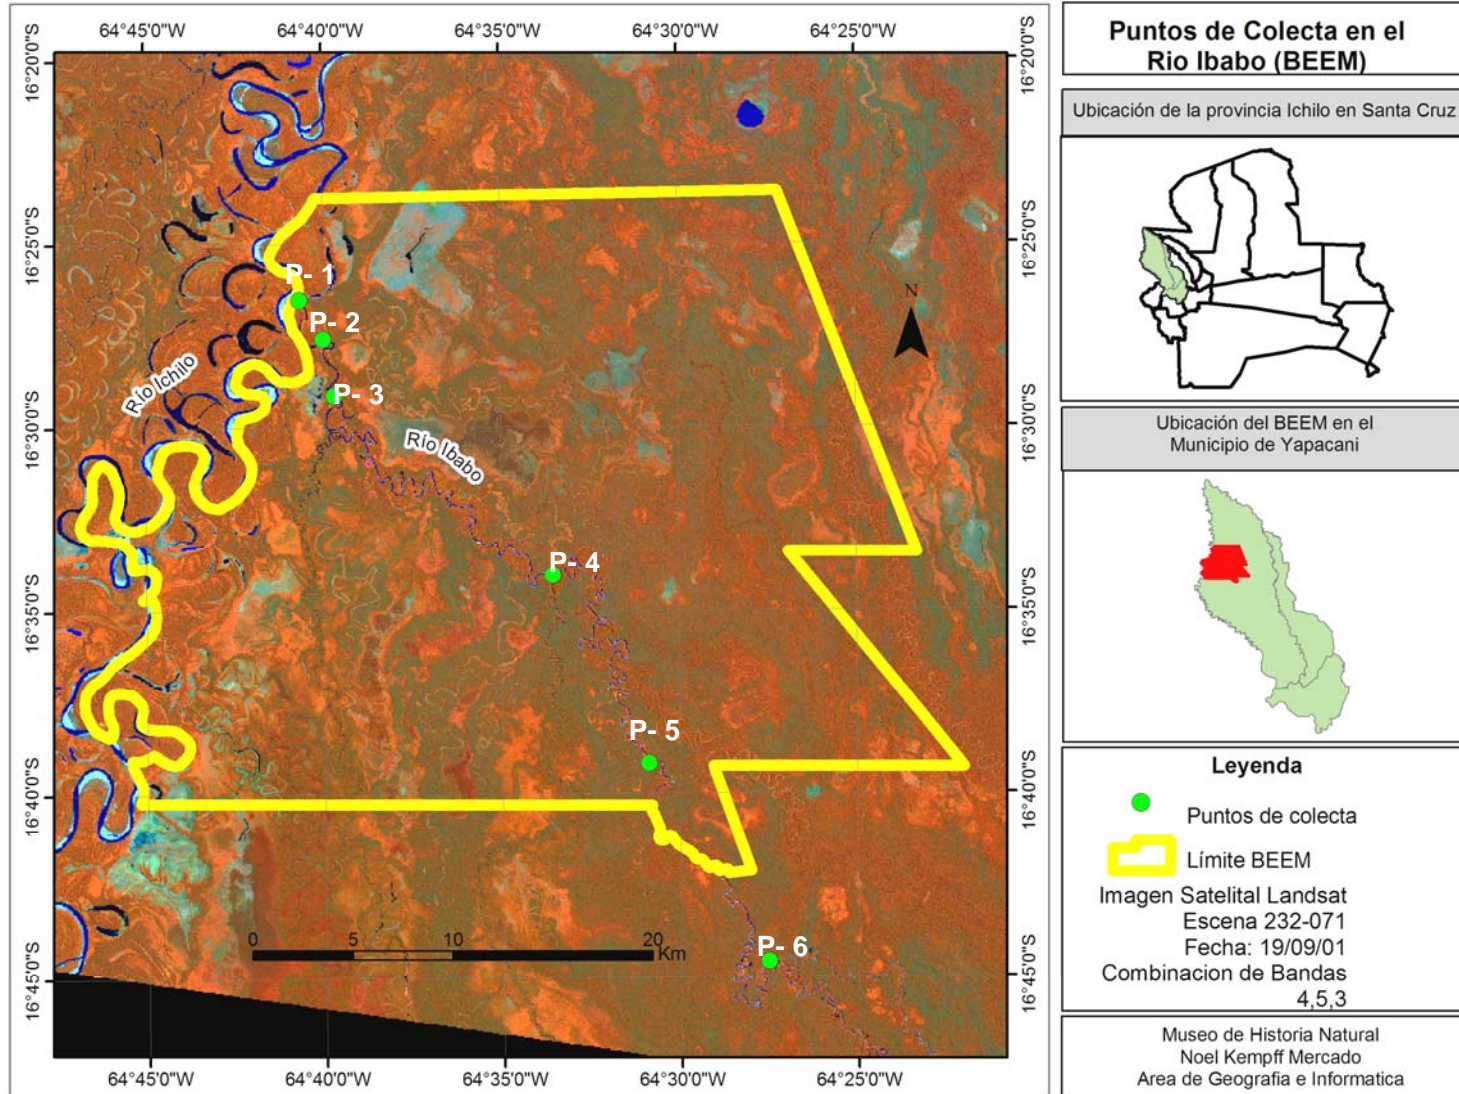 64°45'0"W 64°40'0"W 64°35'0"W 64°30'0"W 64°25'0"W
16°20'0"S
16°25'0"S
16°30'0"S
16°35'0"S
16°40'0"S
16°45'0"S
P- 1
P- 2
P- 3
P- 4
P- 5
P- 6
Río Ichilo
Río Ibabo
N
0 5 10 20
Km
16°20'0"S
16°25'0"S
16°30'0"S
16°35'0"S
16°40'0"S
16°45'0"S
64°45'0"W 64°40'0"W 64°35'0"W 64°30'0"W 64°25'0"W
Puntos de Colecta en el
Rio Ibabo (BEEM)
Ubicación de la provincia Ichilo en Santa Cruz
Ubicación del BEEM en el
Municipio de Yapacani
Leyenda
Puntos de colecta
Límite BEEM
Imagen Satelital Landsat
Escena 232-071
Fecha: 19/09/01
Combinacion de Bandas
4,5,3
Museo de Historia Natural
Noel Kempff Mercado
Area de Geografia e Informatica